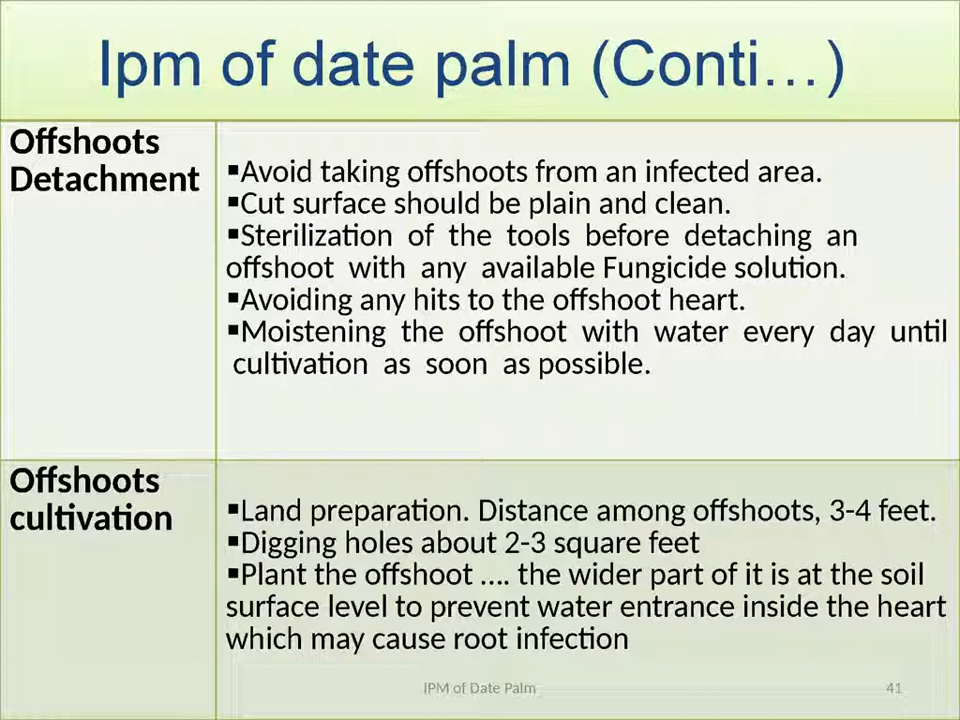 Ipm of date palm (Conti…)
Offshoots
Detachment
▪Avoid taking offshoots from an infected area.
▪Cut surface should be plain and clean.
▪Sterilization of the tools before detaching an
offshoot with any available Fungicide solution.
▪Avoiding any hits to the offshoot heart.
▪Moistening the offshoot with water every day until
cultivation as soon as possible.
Offshoots
cultivation
▪Land preparation. Distance among offshoots, 3-4 feet.
▪Digging holes about 2-3 square feet
▪Plant the offshoot …. the wider part of it is at the soil
surface level to prevent water entrance inside the heart
which may cause root infection
IPM of Date Palm
41